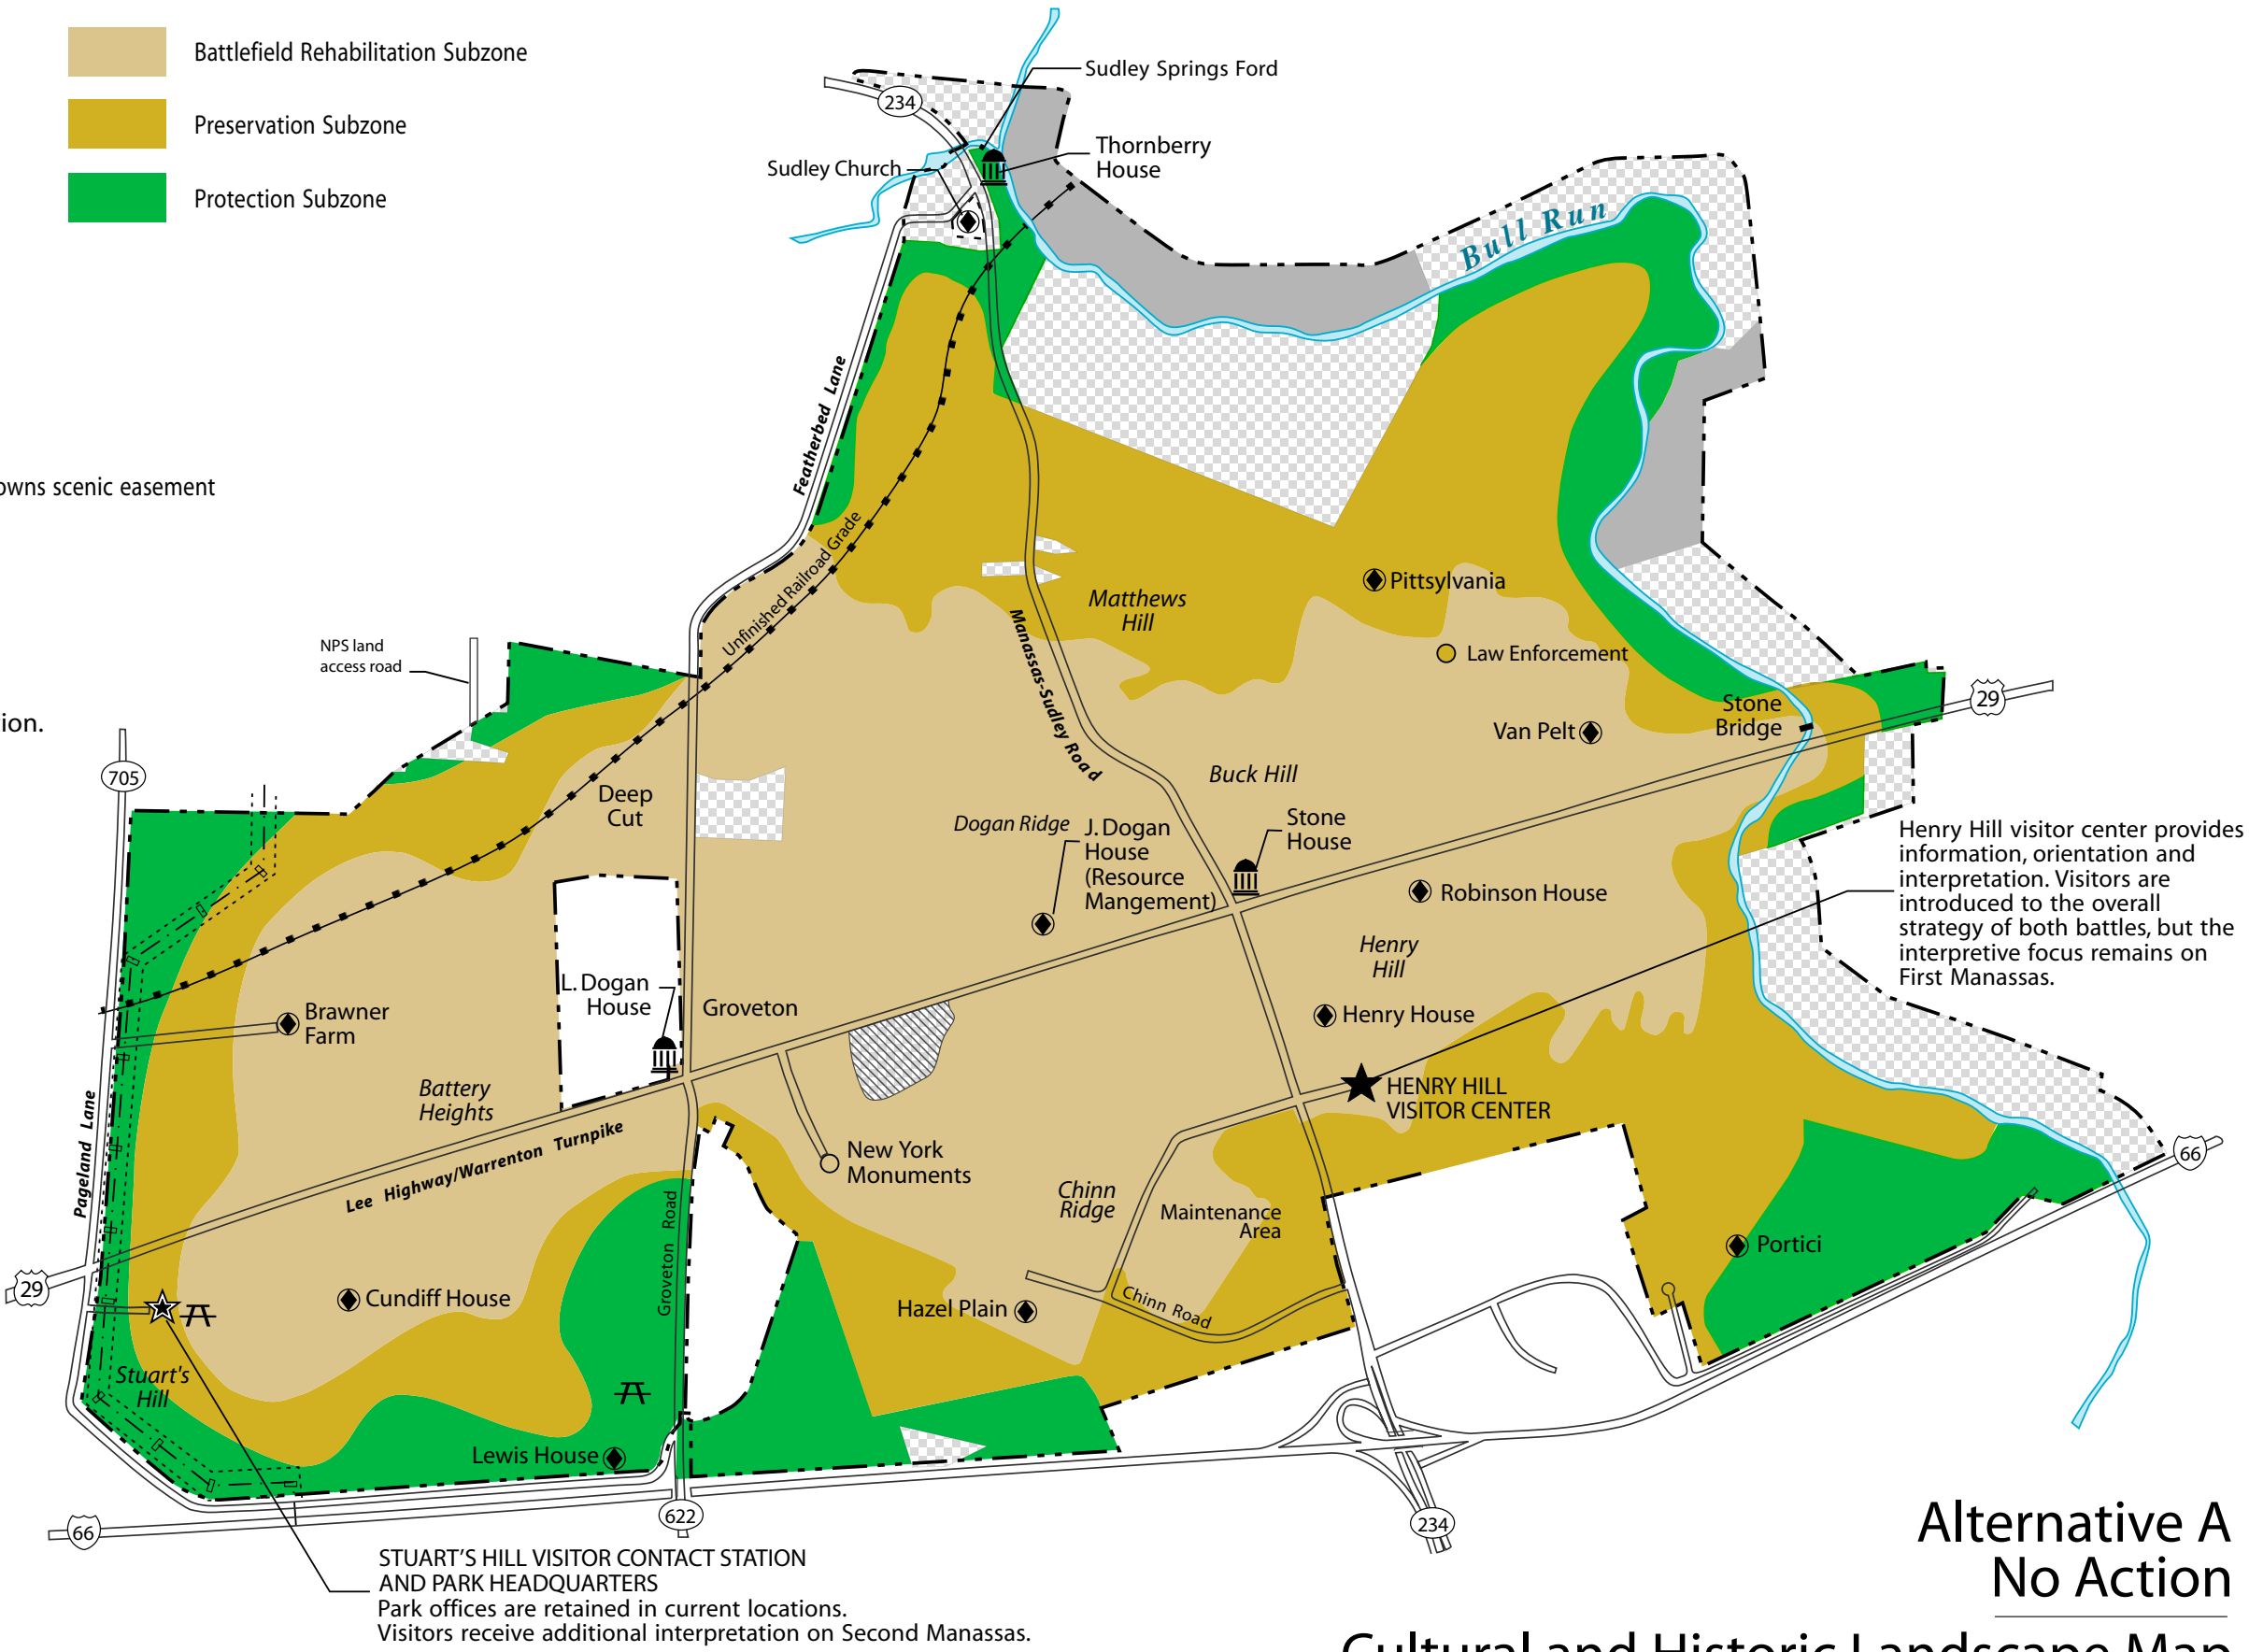 Battlefield Rehabilitation Subzone
Preservation Subzone
Protection Subzone
owns scenic easement
ion.
234
Sudley Springs Ford
Thornberry
House
Sudley Church
Bull Run
Featherbed Lane
Unfinished Railroad Grade
Manassas-Sudley Road
Matthews
Hill
Pittsylvania
Law Enforcement
NPS land
access road
Stone
Bridge
29
Van Pelt
705
Deep
Cut
Buck Hill
Dogan Ridge
J. Dogan
House
(Resource
Mangement)
Stone
House
Robinson House
Henry
Hill
Henry Hill visitor center provides
information, orientation and
interpretation. Visitors are
introduced to the overall
strategy of both battles, but the
interpretive focus remains on
First Manassas.
L. Dogan
House
Groveton
Brawner
Farm
Henry House
Battery
Heights
HENRY HILL
VISITOR CENTER
Pageland Lane
Lee Highway/Warrenton Turnpike
New York
Monuments
Chinn
Ridge
Maintenance
Area
66
Groveton Road
Portici
29
Cundiff House
Hazel Plain
Chinn Road
Stuart's
Hill
Lewis House
66
622
234
STUART'S HILL VISITOR CONTACT STATION
AND PARK HEADQUARTERS
Park offices are retained in current locations.
Visitors receive additional interpretation on Second Manassas.
Alternative A
No Action
Cultural and Historic Landscape Map